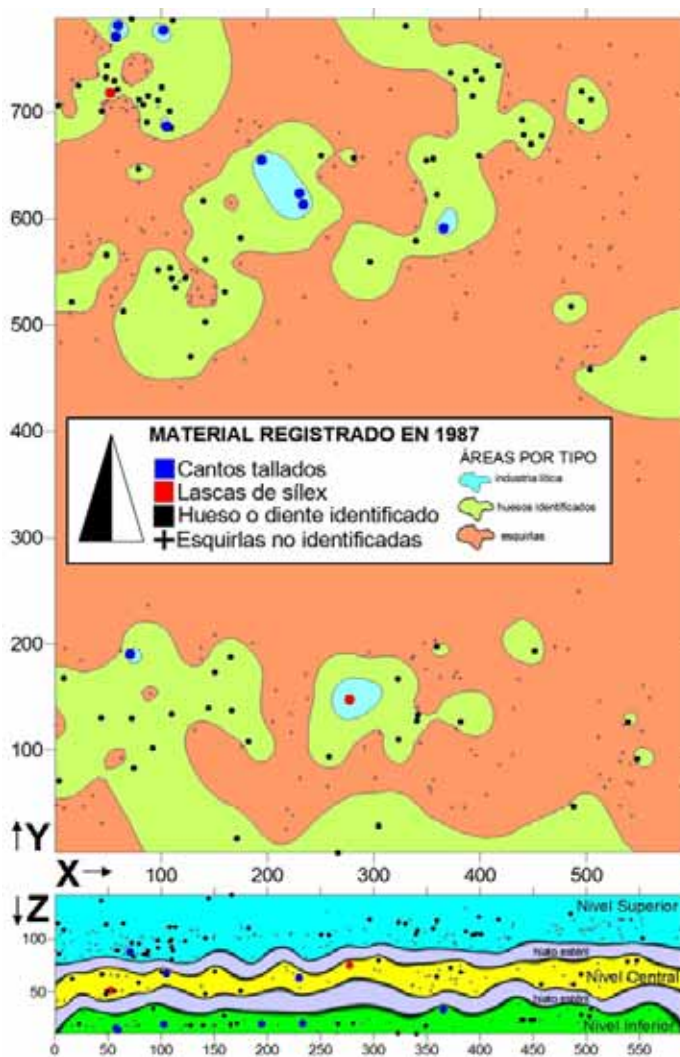 700
600
500
400
MATERIAL REGISTRADO EN 1987
Cantos tallados
Lascas de sílex
Hueso o diente identificado
Esquirlas no identificadas
ÁREAS POR TIPO
industria lítica
huesos identificados
esquirlas
300
200
100
Y
X
100 200 300 400 500
Z
Nivel Superior
100
hiato estéril
Nivel Central
50
hiato estéril
Nivel Inferior
0 50 100 150 200 250 300 350 400 450 500 550